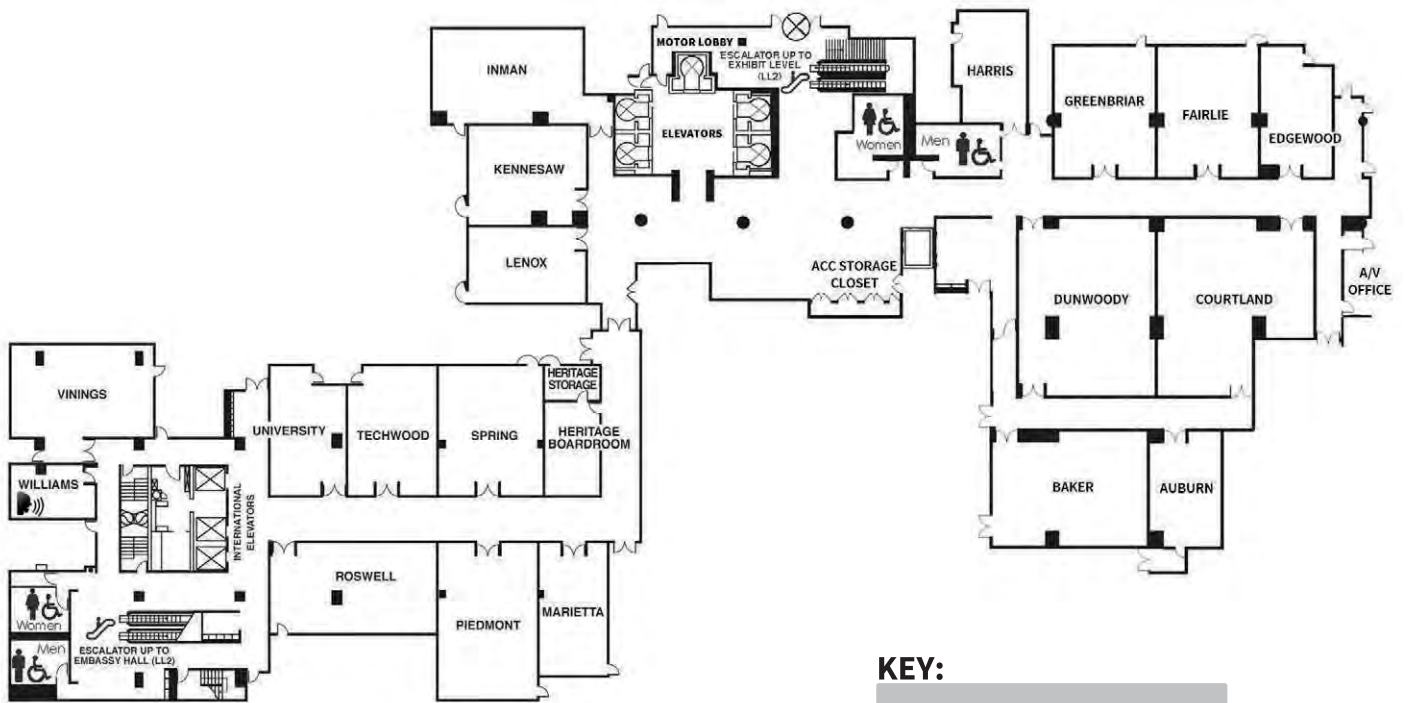 MOTOR LOBBY
ESCALATOR UP TO
EXHIBIT LEVEL
(LL2)
INMAN
HARRIS
GREENBRIAR
FAIRLIE
EDGEWOOD
ELEVATORS
Women
Men
KENNESAW
LENOX
ACC STORAGE
CLOSET
DUNWOODY
COURTLAND
A/V
OFFICE
HERITAGE
STORAGE
VININGS
UNIVERSITY
TECHWOOD
SPRING
HERITAGE
BOARDROOM
WILLIAMS
INTERNATIONAL
ELEVATORS
BAKER
AUBURN
ROSWELL
PIEDMONT
MARIETTA
Women
Men
ESCALATOR UP TO
EMBASSY HALL (LL2)
KEY: